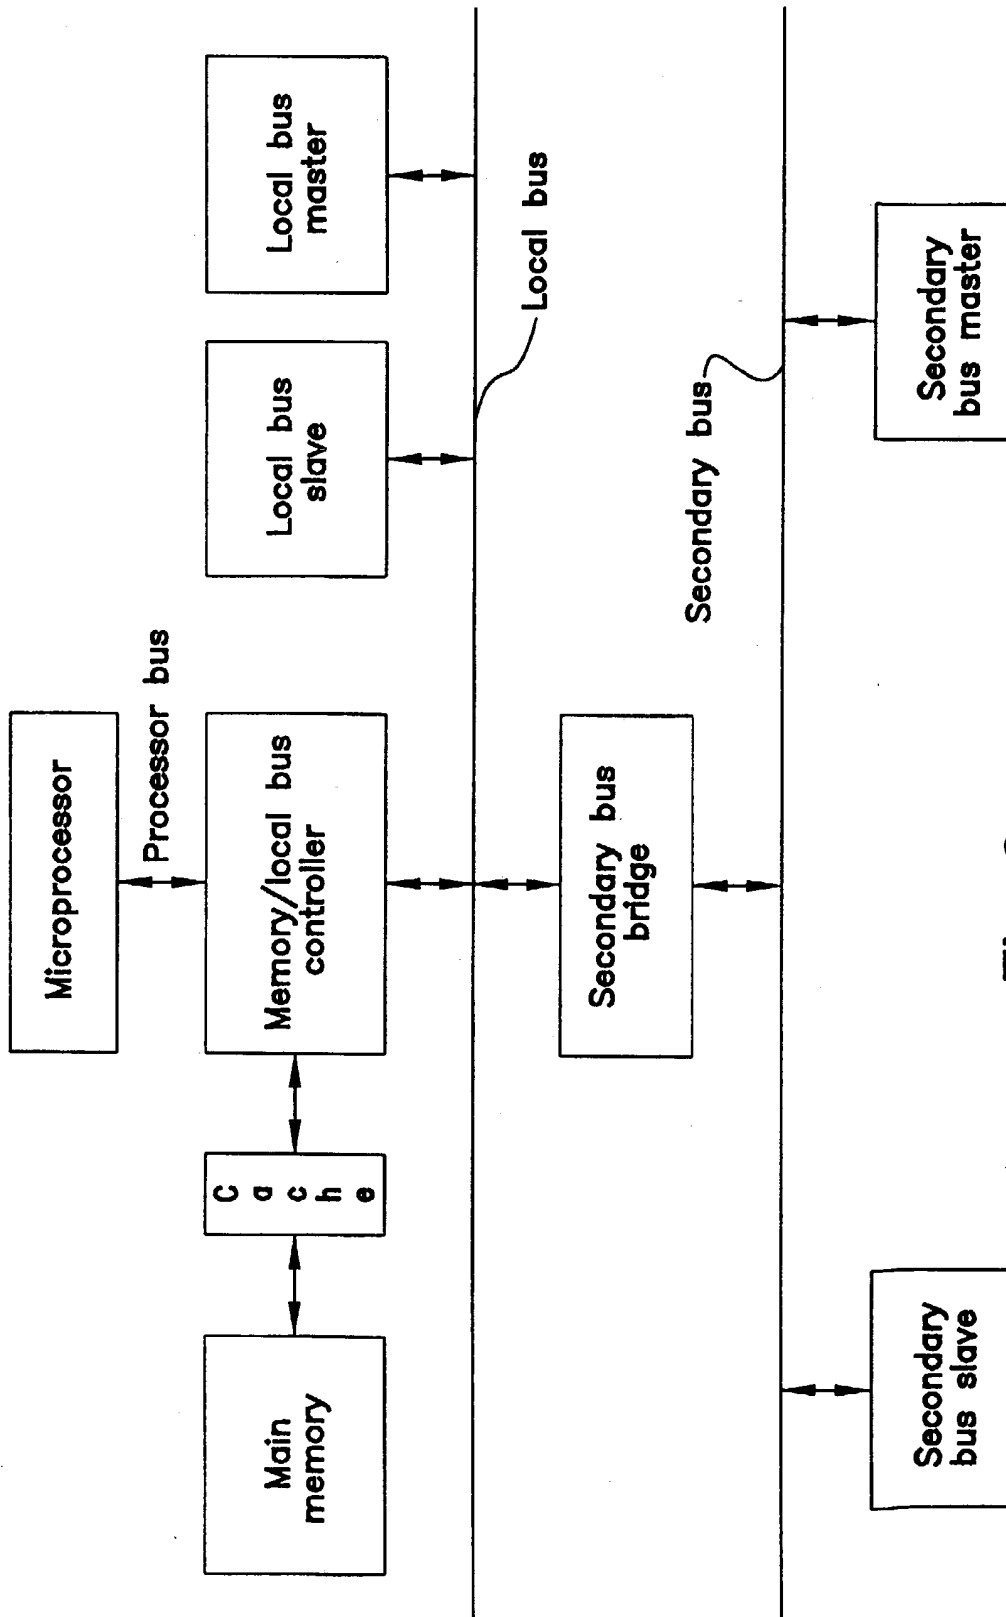 Microprocessor
Processor bus
Main
memory
C
a
c
h
e
Memory/local bus
controller
Local bus
slave
Local bus
master
Local bus
Secondary bus
bridge
Secondary bus
Secondary
bus slave
Secondary
bus master